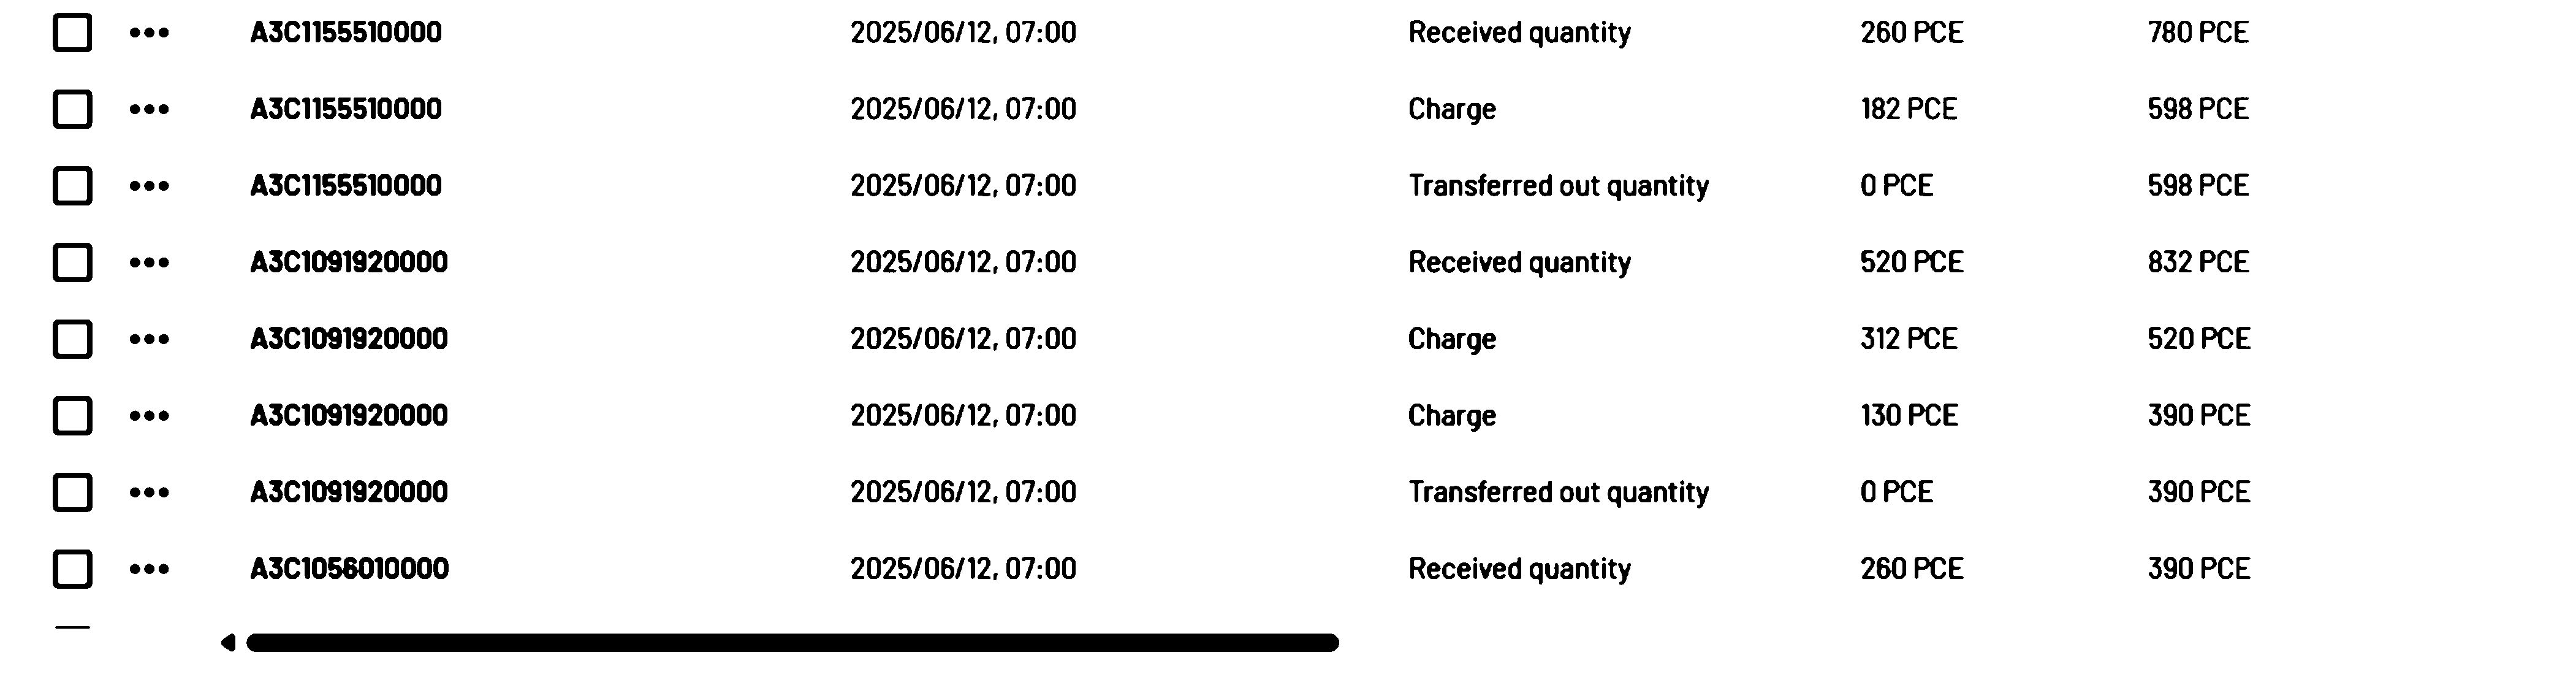 A3C1155510000 2025/06/12, 07:00 Received quantity 260 PCE 780 PCE
A3C1155510000 2025/06/12, 07:00 Charge 182 PCE 598 PCE
A3C1155510000 2025/06/12, 07:00 Transferred out quantity 0 PCE 598 PCE
A3C1091920000 2025/06/12, 07:00 Received quantity 520 PCE 832 PCE
A3C1091920000 2025/06/12, 07:00 Charge 312 PCE 520 PCE
A3C1091920000 2025/06/12, 07:00 Charge 130 PCE 390 PCE
A3C1091920000 2025/06/12, 07:00 Transferred out quantity 0 PCE 390 PCE
A3C1056010000 2025/06/12, 07:00 Received quantity 260 PCE 390 PCE